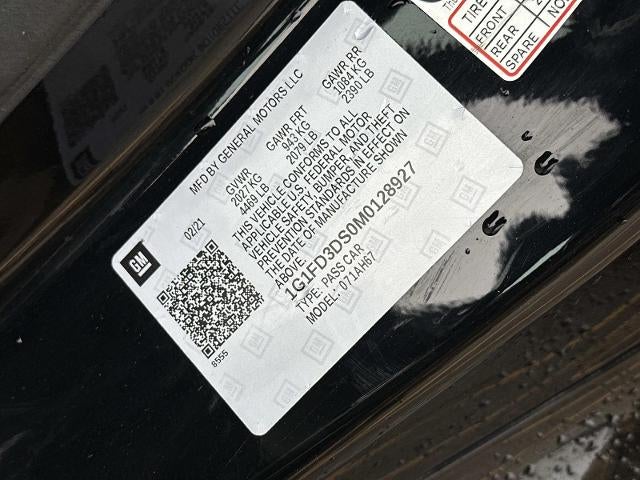 GM
MFD BY GENERAL MOTORS LLC
02/21
GVWR GAWR FRT GAWR RR
2027 KG 943 KG 1084 KG
4469 LB 2079 LB 2390 LB
THIS VEHICLE CONFORMS TO ALL
APPLICABLE U.S. FEDERAL MOTOR
VEHICLE SAFETY, BUMPER AND THEFT
PREVENTION STANDARDS IN EFFECT ON
THE DATE OF MANUFACTURE SHOWN
ABOVE.
1G1FD3DS0M0128927
TYPE: PASS CAR
MODEL: 071AH67
8555
TIRE
FRONT
REAR
SPARE